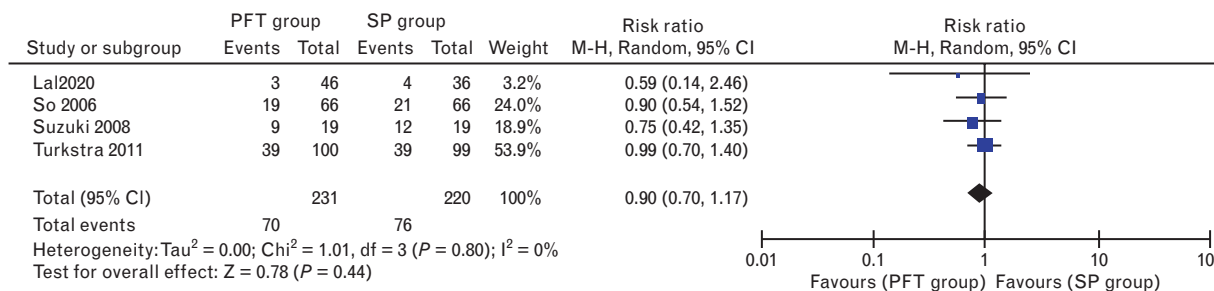 PFT group SP group Risk ratio Risk ratio
Study or subgroup Events Total Events Total Weight M-H, Random, 95% CI M-H, Random, 95% CI
Lal2020 3 46 4 36 3.2% 0.59 (0.14, 2.46)
So 2006 19 66 21 66 24.0% 0.90 (0.54, 1.52)
Suzuki 2008 9 19 12 19 18.9% 0.75 (0.42, 1.35)
Turkstra 2011 39 100 39 99 53.9% 0.99 (0.70, 1.40)
Total (95% CI) 231 220 100% 0.90 (0.70, 1.17)
Total events 70 76
Heterogeneity: Tau² = 0.00; Chi² = 1.01, df = 3 (P = 0.80); I² = 0%
Test for overall effect: Z = 0.78 (P = 0.44)
0.01 0.1 1 10 10
Favours (PFT group) Favours (SP group)